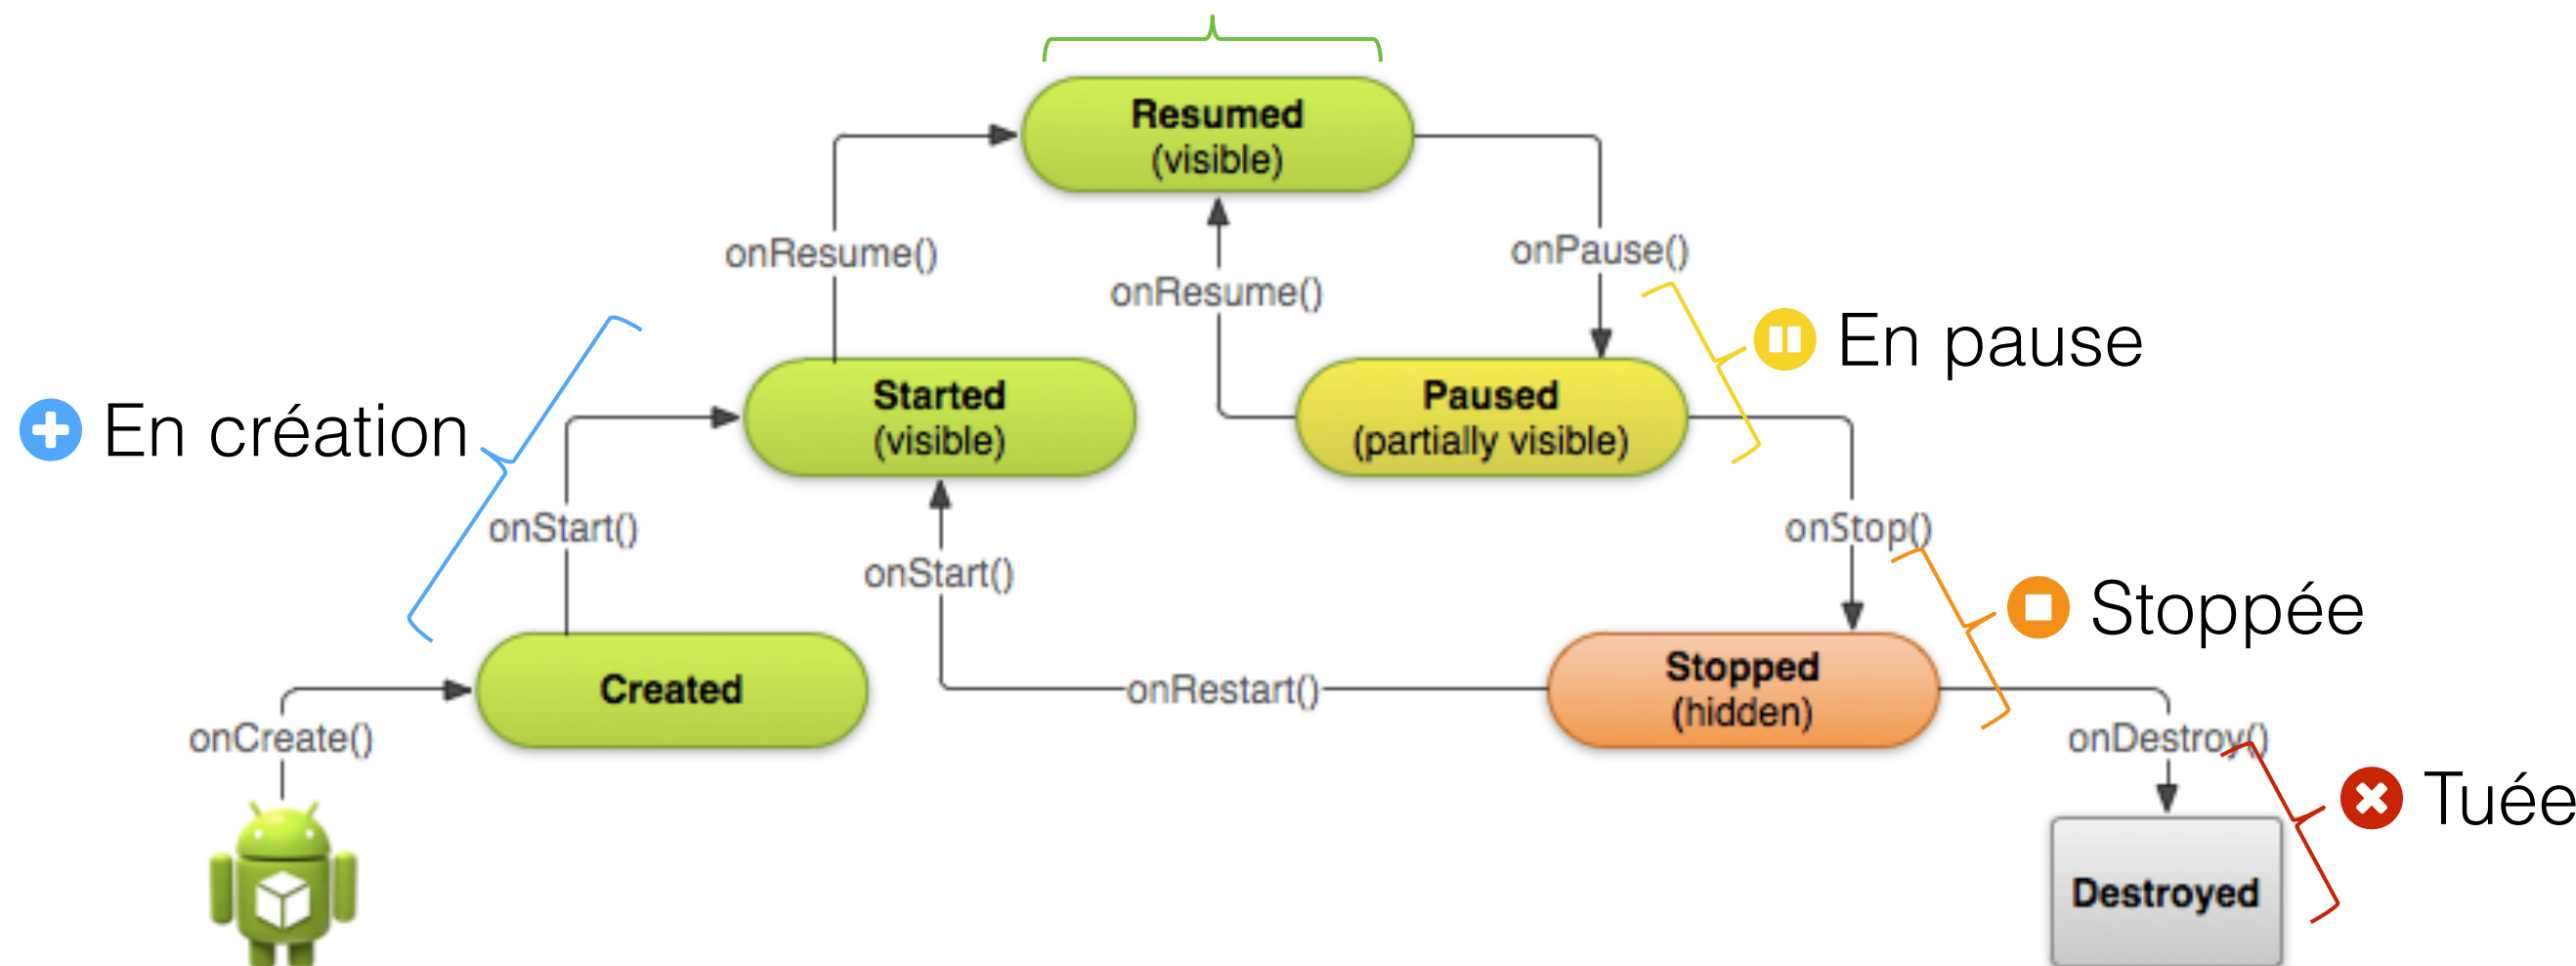 Resumed
(visible)
onResume()
onResume()
onPause()
En pause
En création
Started
(visible)
Paused
(partially visible)
onStart()
onStart()
onStop()
Stoppée
Created
onRestart()
Stopped
(hidden)
onCreate()
onDestroy()
Tuée
Destroyed